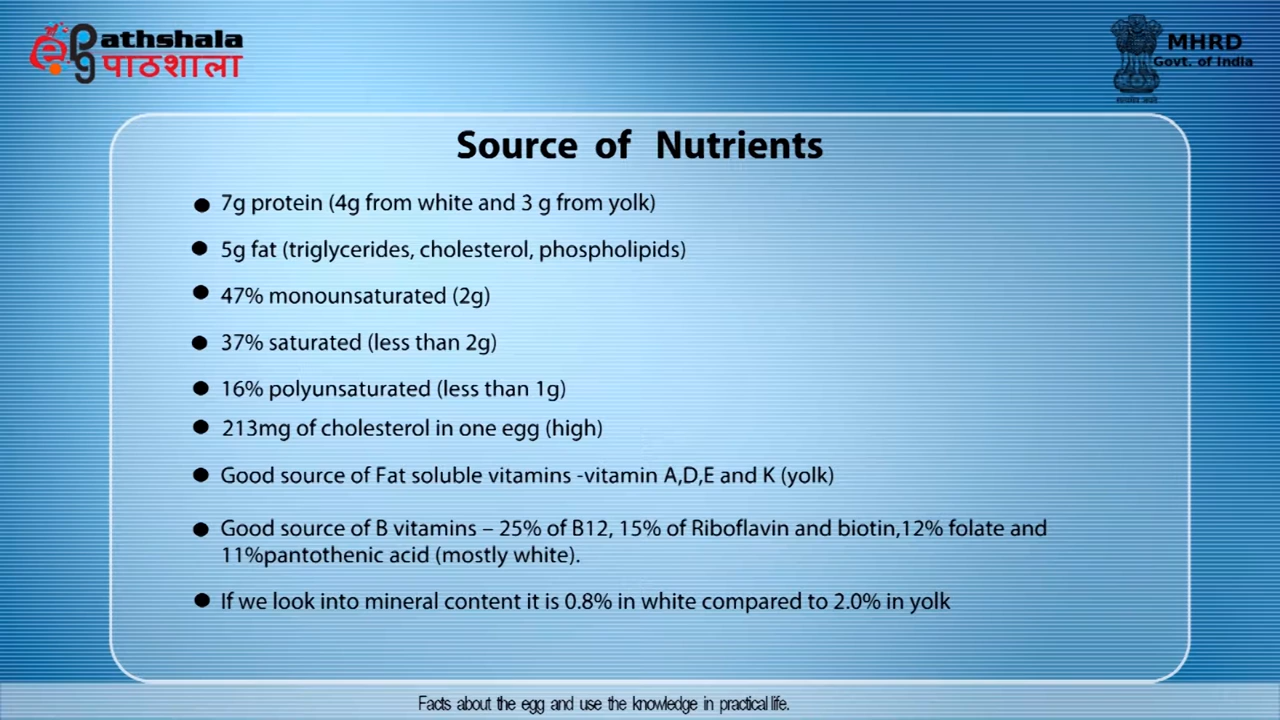 ePG Pathshala
पाठशाला
MHRD
Govt. of India
Source of Nutrients
7g protein (4g from white and 3 g from yolk)
5g fat (triglycerides, cholesterol, phospholipids)
47% monounsaturated (2g)
37% saturated (less than 2g)
16% polyunsaturated (less than 1g)
213mg of cholesterol in one egg (high)
Good source of Fat soluble vitamins -vitamin A,D,E and K (yolk)
Good source of B vitamins – 25% of B12, 15% of Riboflavin and biotin,12% folate and
11%pantothenic acid (mostly white).
If we look into mineral content it is 0.8% in white compared to 2.0% in yolk
Facts about the egg and use the knowledge in practical life.